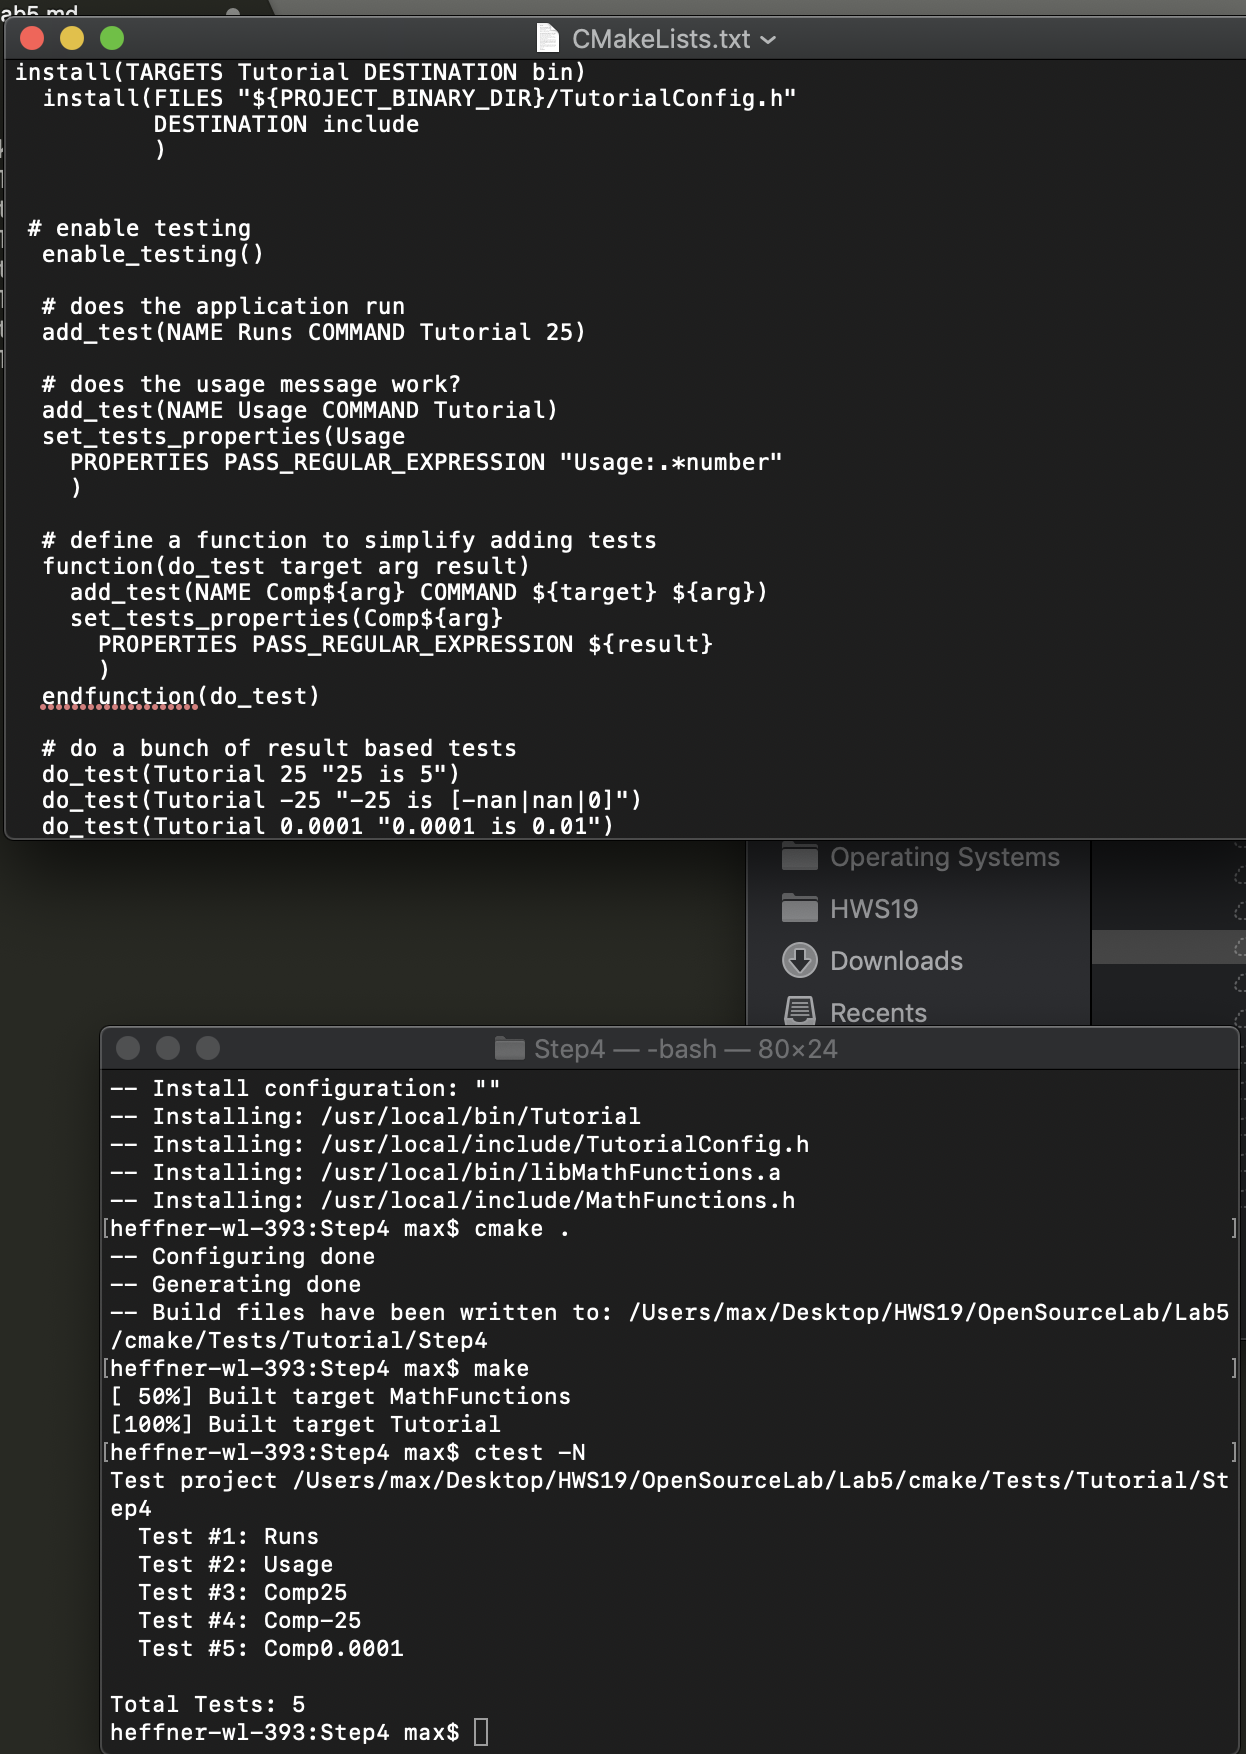 ab5.md
CMakeLists.txt
install(TARGETS Tutorial DESTINATION bin)
install(FILES "${PROJECT_BINARY_DIR}/TutorialConfig.h"
DESTINATION include
)
# enable testing
enable_testing()
# does the application run
add_test(NAME Runs COMMAND Tutorial 25)
# does the usage message work?
add_test(NAME Usage COMMAND Tutorial)
set_tests_properties(Usage
PROPERTIES PASS_REGULAR_EXPRESSION "Usage:.*number"
)
# define a function to simplify adding tests
function(do_test target arg result)
add_test(NAME Comp${arg} COMMAND ${target} ${arg})
set_tests_properties(Comp${arg}
PROPERTIES PASS_REGULAR_EXPRESSION ${result}
)
endfunction(do_test)
# do a bunch of result based tests
do_test(Tutorial 25 "25 is 5")
do_test(Tutorial -25 "-25 is [-nan|nan|0]")
do_test(Tutorial 0.0001 "0.0001 is 0.01")
Operating Systems
HWS19
Downloads
Recents
Step4 — -bash — 80×24
-- Install configuration: ""
-- Installing: /usr/local/bin/Tutorial
-- Installing: /usr/local/include/TutorialConfig.h
-- Installing: /usr/local/bin/libMathFunctions.a
-- Installing: /usr/local/include/MathFunctions.h
[heffner-wl-393:Step4 max$ cmake . ]
-- Configuring done
-- Generating done
-- Build files have been written to: /Users/max/Desktop/HWS19/OpenSourceLab/Lab5
/cmake/Tests/Tutorial/Step4
[heffner-wl-393:Step4 max$ make ]
[ 50%] Built target MathFunctions
[100%] Built target Tutorial
[heffner-wl-393:Step4 max$ ctest -N ]
Test project /Users/max/Desktop/HWS19/OpenSourceLab/Lab5/cmake/Tests/Tutorial/St
ep4
Test #1: Runs
Test #2: Usage
Test #3: Comp25
Test #4: Comp-25
Test #5: Comp0.0001
Total Tests: 5
heffner-wl-393:Step4 max$